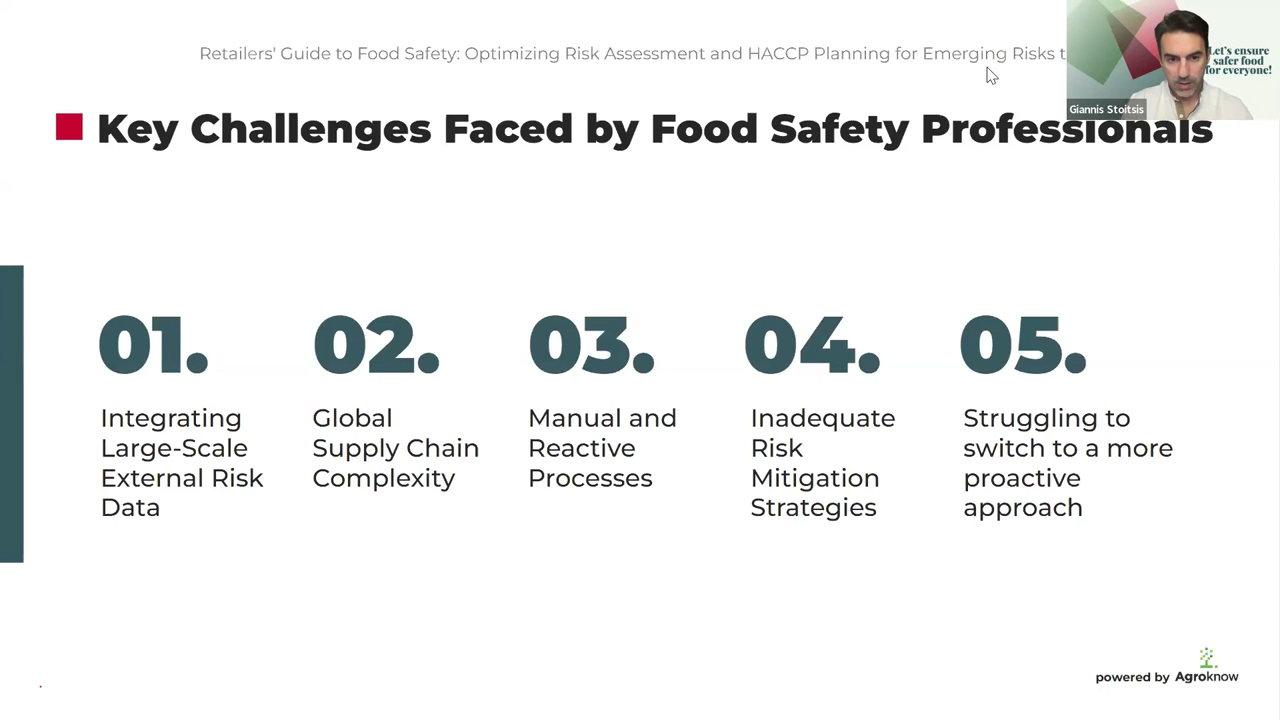 Retailers' Guide to Food Safety: Optimizing Risk Assessment and HACCP Planning for Emerging Risks
Let's ensure
safer food
for everyone!
Giannis Stoitsis
Key Challenges Faced by Food Safety Professionals
01.
Integrating
Large-Scale
External Risk
Data
02.
Global
Supply Chain
Complexity
03.
Manual and
Reactive
Processes
04.
Inadequate
Risk
Mitigation
Strategies
05.
Struggling to
switch to a more
proactive
approach
powered by Agroknow